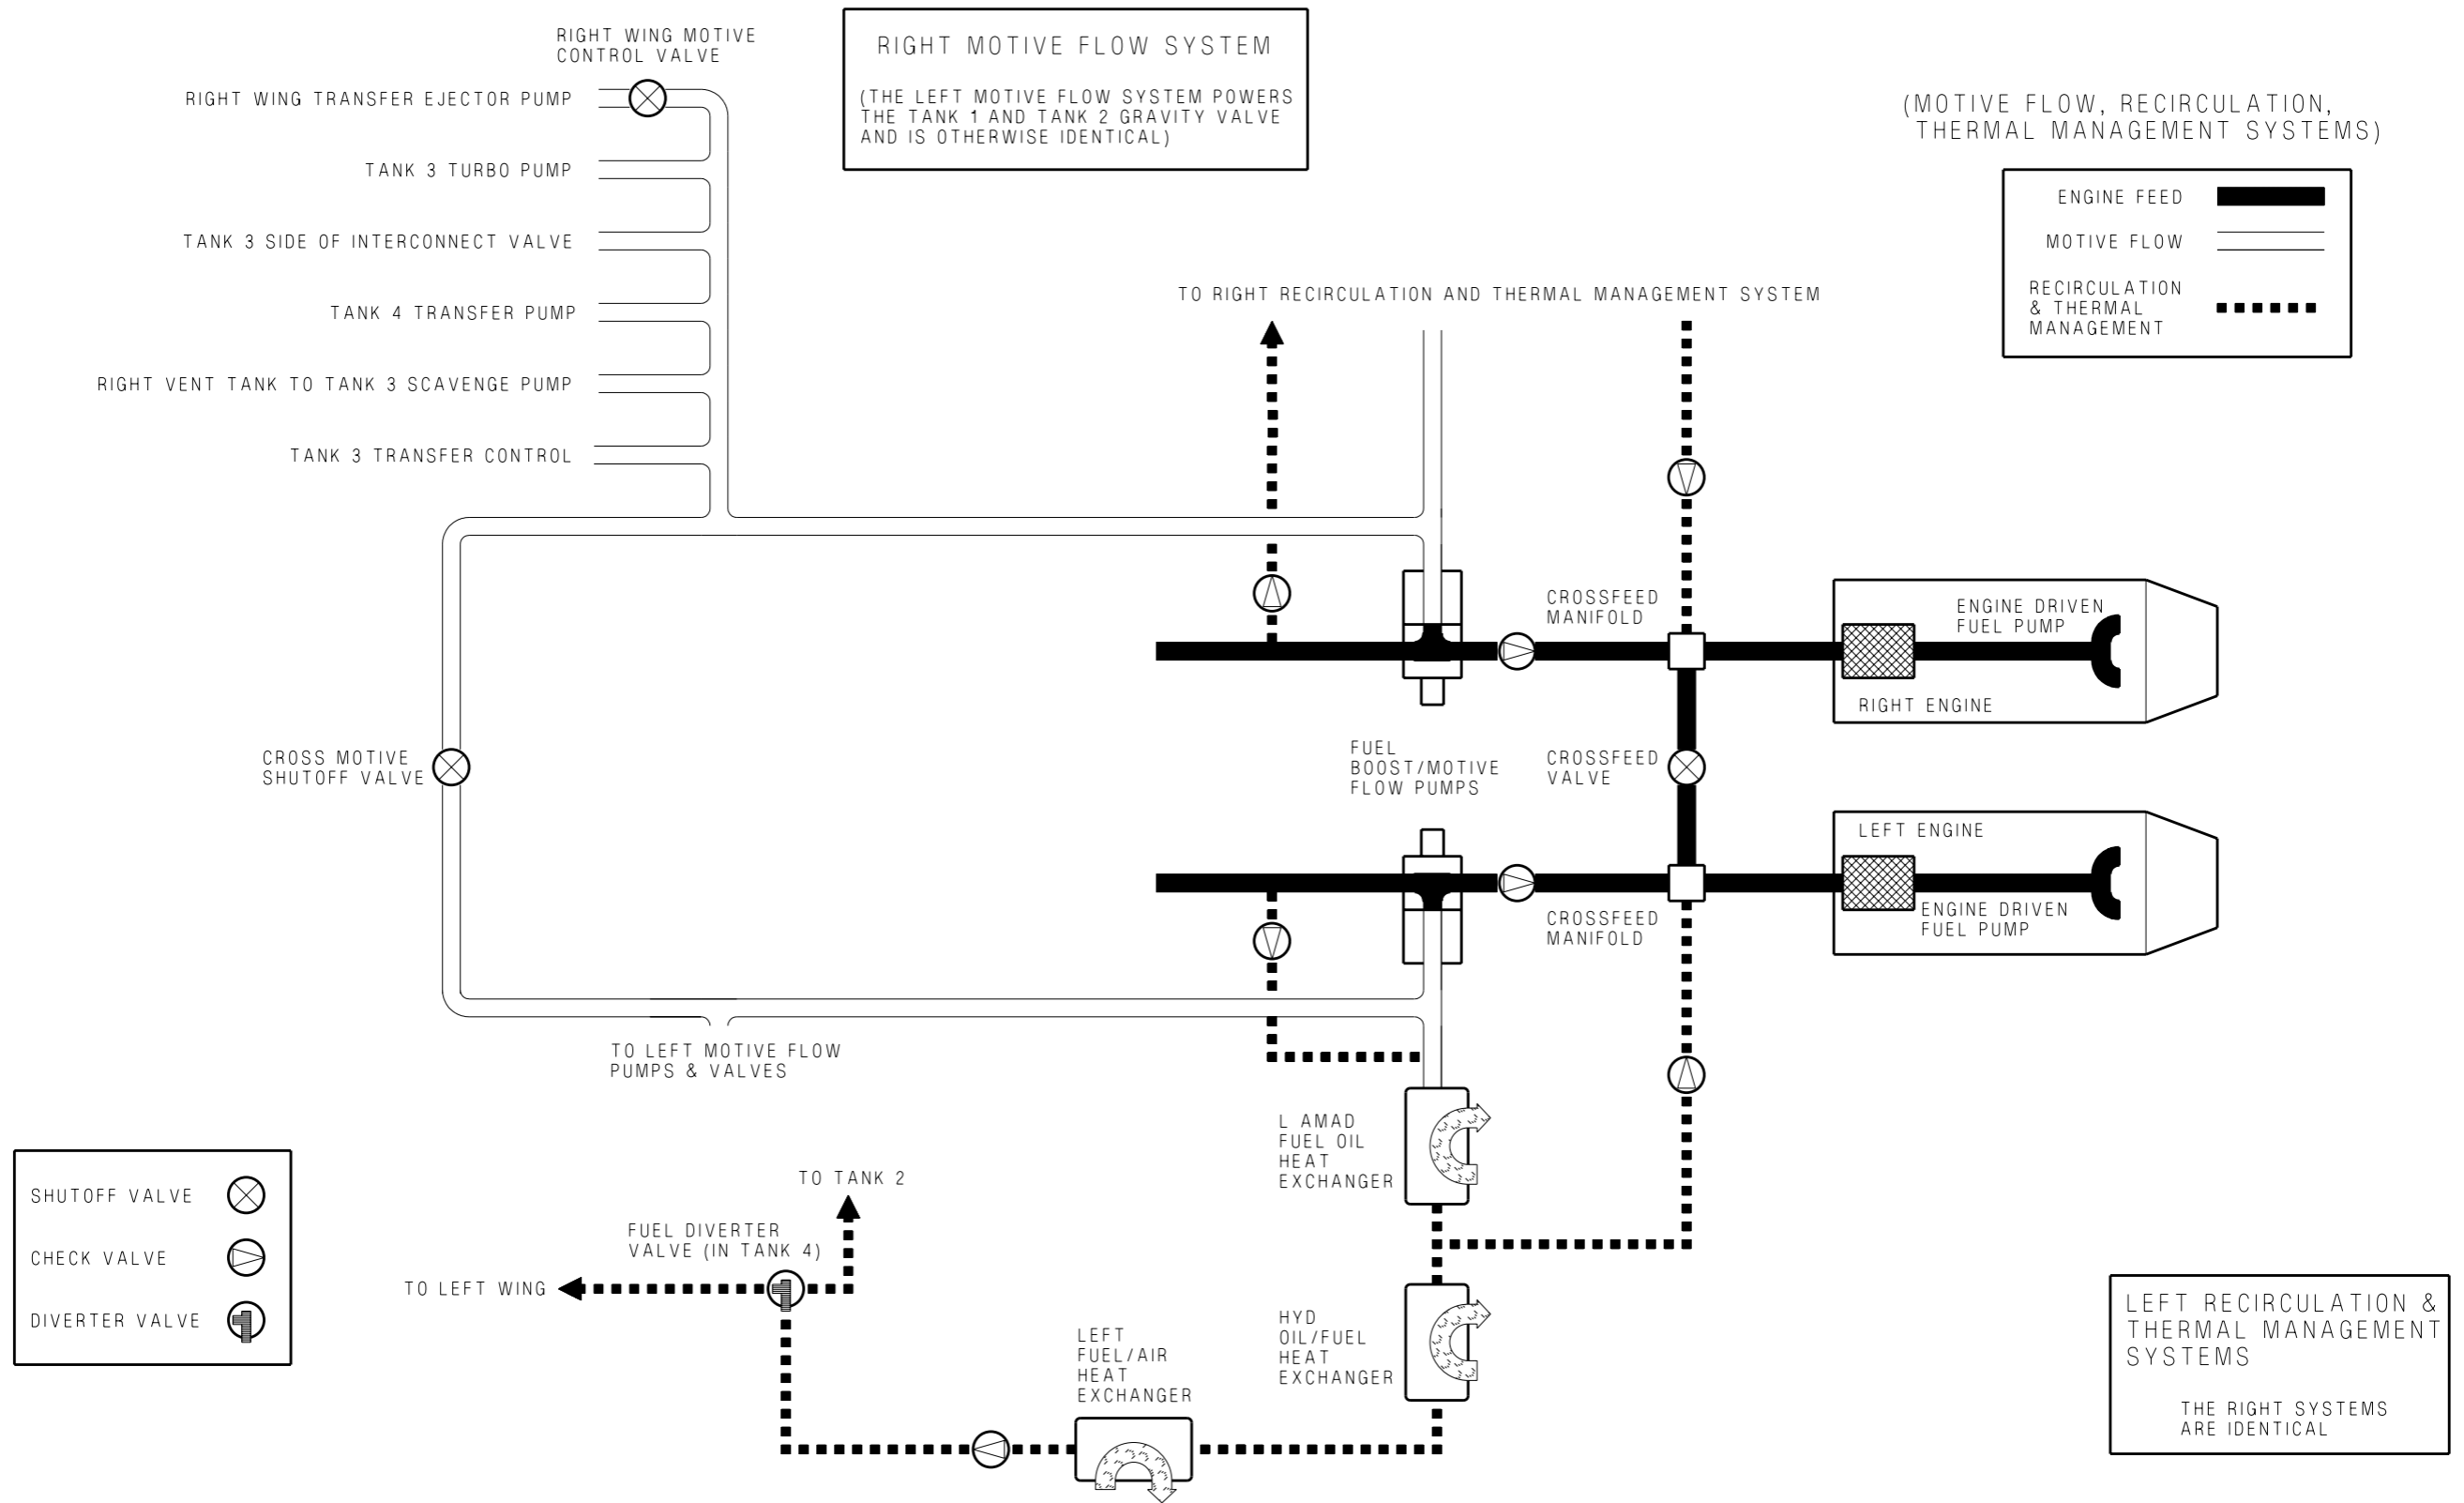 RIGHT WING MOTIVE
CONTROL VALVE
RIGHT WING TRANSFER EJECTOR PUMP
TANK 3 TURBO PUMP
TANK 3 SIDE OF INTERCONNECT VALVE
TANK 4 TRANSFER PUMP
RIGHT VENT TANK TO TANK 3 SCAVENGE PUMP
TANK 3 TRANSFER CONTROL
RIGHT MOTIVE FLOW SYSTEM
(THE LEFT MOTIVE FLOW SYSTEM POWERS
THE TANK 1 AND TANK 2 GRAVITY VALVE
AND IS OTHERWISE IDENTICAL)
(MOTIVE FLOW, RECIRCULATION,
THERMAL MANAGEMENT SYSTEMS)
ENGINE FEED
MOTIVE FLOW
RECIRCULATION
& THERMAL
MANAGEMENT
TO RIGHT RECIRCULATION AND THERMAL MANAGEMENT SYSTEM
CROSSFEED
MANIFOLD
ENGINE DRIVEN
FUEL PUMP
RIGHT ENGINE
CROSS MOTIVE
SHUTOFF VALVE
FUEL
BOOST/MOTIVE
FLOW PUMPS
CROSSFEED
VALVE
LEFT ENGINE
ENGINE DRIVEN
FUEL PUMP
CROSSFEED
MANIFOLD
TO LEFT MOTIVE FLOW
PUMPS & VALVES
L AMAD
FUEL OIL
HEAT
EXCHANGER
SHUTOFF VALVE
CHECK VALVE
DIVERTER VALVE
TO TANK 2
FUEL DIVERTER
VALVE (IN TANK 4)
TO LEFT WING
LEFT
FUEL/AIR
HEAT
EXCHANGER
HYD
OIL/FUEL
HEAT
EXCHANGER
LEFT RECIRCULATION &
THERMAL MANAGEMENT
SYSTEMS
THE RIGHT SYSTEMS
ARE IDENTICAL